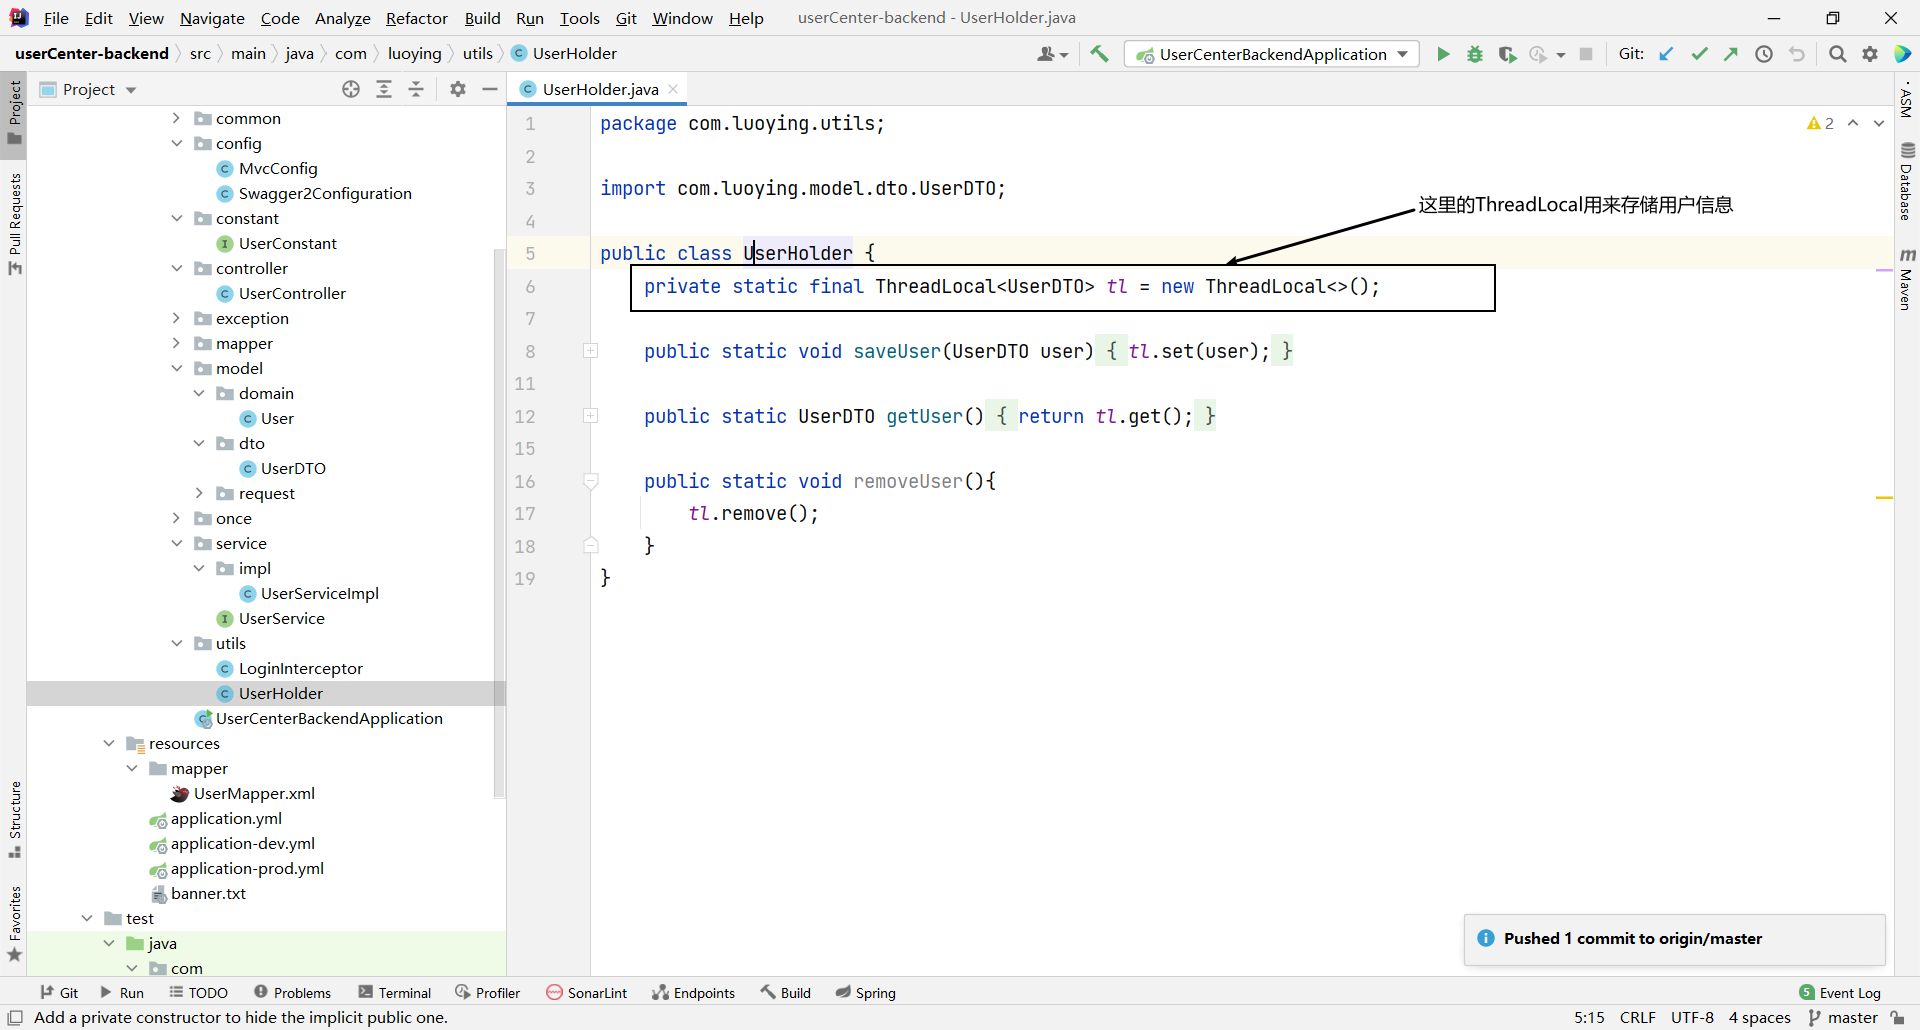 File Edit View Navigate Code Analyze Refactor Build Run Tools Git Window Help userCenter-backend - UserHolder.java
userCenter-backend src main java com luoying utils UserHolder
UserCenterBackendApplication
Git:
Project
UserHolder.java
Project
Pull Requests
Structure
Favorites
common
config
MvcConfig
Swagger2Configuration
constant
UserConstant
controller
UserController
exception
mapper
model
domain
User
dto
UserDTO
request
once
service
impl
UserServiceImpl
UserService
utils
LoginInterceptor
UserHolder
UserCenterBackendApplication
resources
mapper
UserMapper.xml
application.yml
application-dev.yml
application-prod.yml
banner.txt
test
java
com
1 package com.luoying.utils;
2
3 import com.luoying.model.dto.UserDTO;
4
5 public class UserHolder {
6 private static final ThreadLocal<UserDTO> tl = new ThreadLocal<>();
7
8 public static void saveUser(UserDTO user) { tl.set(user); }
11
12 public static UserDTO getUser() { return tl.get(); }
15
16 public static void removeUser(){
17 tl.remove();
18 }
19 }
这里的ThreadLocal用来存储用户信息
2
ASM
Database
m Maven
Pushed 1 commit to origin/master
Git Run TODO Problems Terminal Profiler SonarLint Endpoints Build Spring
5 Event Log
Add a private constructor to hide the implicit public one.
5:15 CRLF UTF-8 4 spaces master